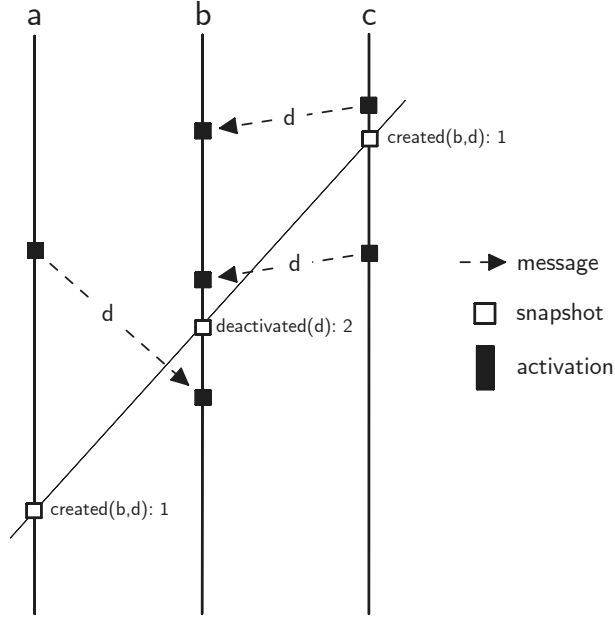 a b c
d
created(b,d): 1
d
message
d
snapshot
deactivated(d): 2
activation
created(b,d): 1